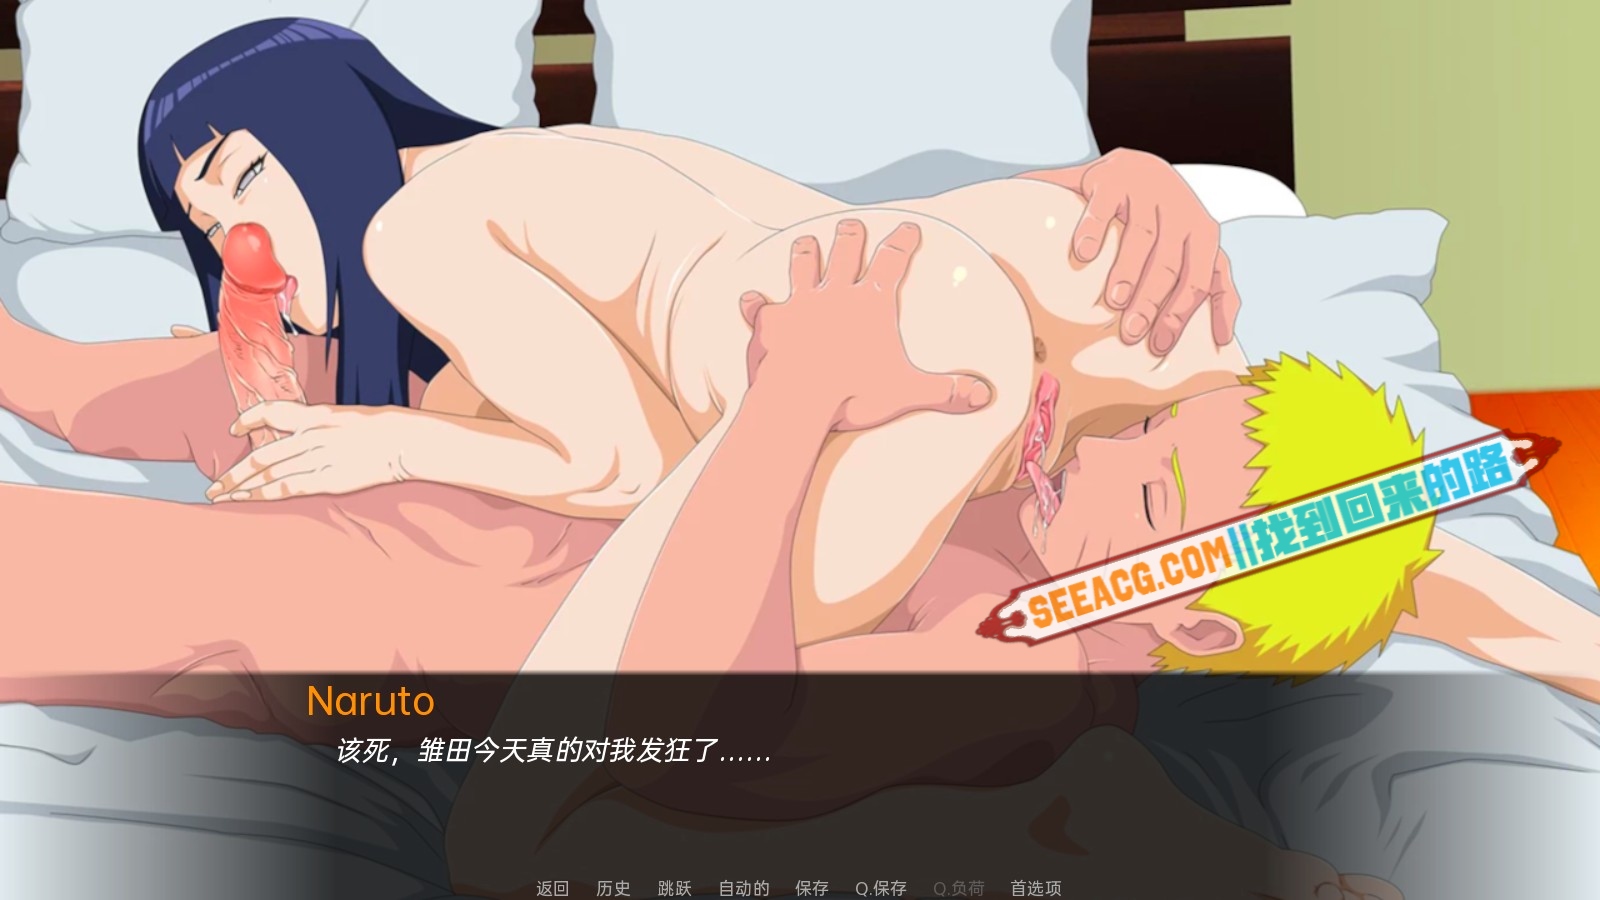 SEEACG.COM//找到回来的路
Naruto
该死，雏田今天真的对我发狂了……
返回 历史 跳跃 自动的 保存 Q.保存 Q.负荷 首选项